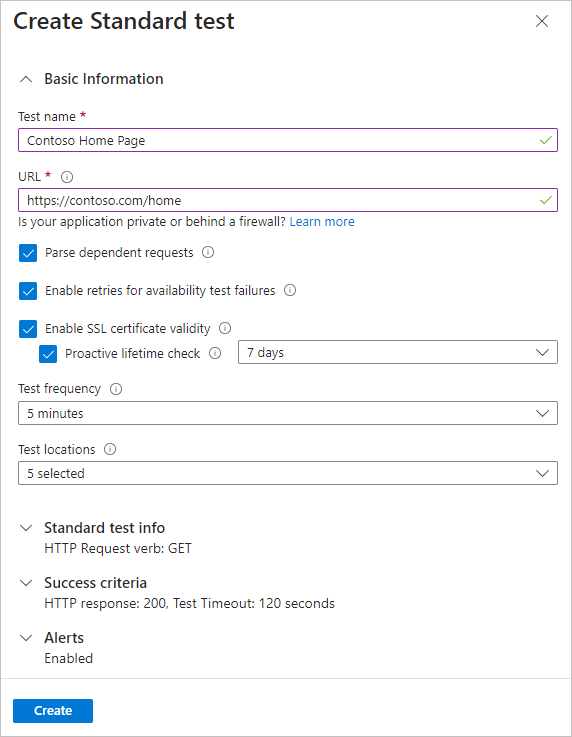 Create Standard test
Basic Information
Test name *
Contoso Home Page
URL *
https://contoso.com/home
Is your application private or behind a firewall? Learn more
Parse dependent requests
Enable retries for availability test failures
Enable SSL certificate validity
Proactive lifetime check 7 days
Test frequency
5 minutes
Test locations
5 selected
Standard test info
HTTP Request verb: GET
Success criteria
HTTP response: 200, Test Timeout: 120 seconds
Alerts
Enabled
Create